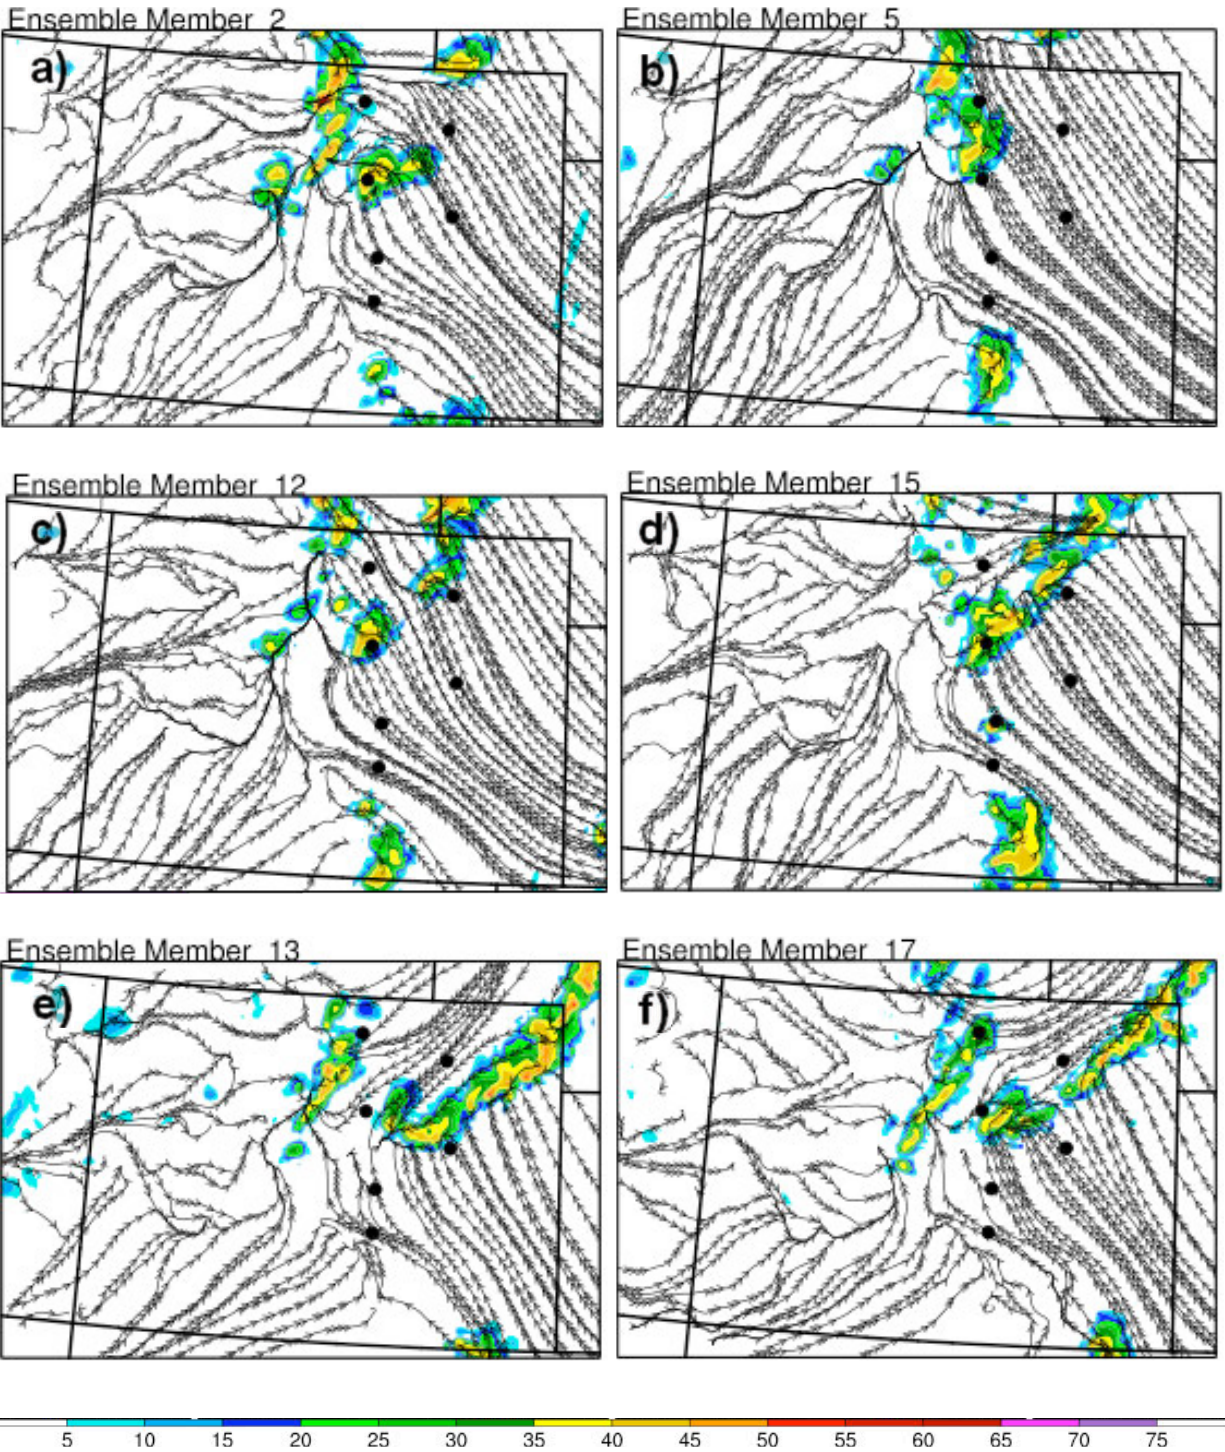 Ensemble Member 2
Ensemble Member 5
a)
b)
Ensemble Member 12
Ensemble Member 15
c)
d)
Ensemble Member 13
Ensemble Member 17
e)
f)
5 10 15 20 25 30 35 40 45 50 55 60 65 70 75